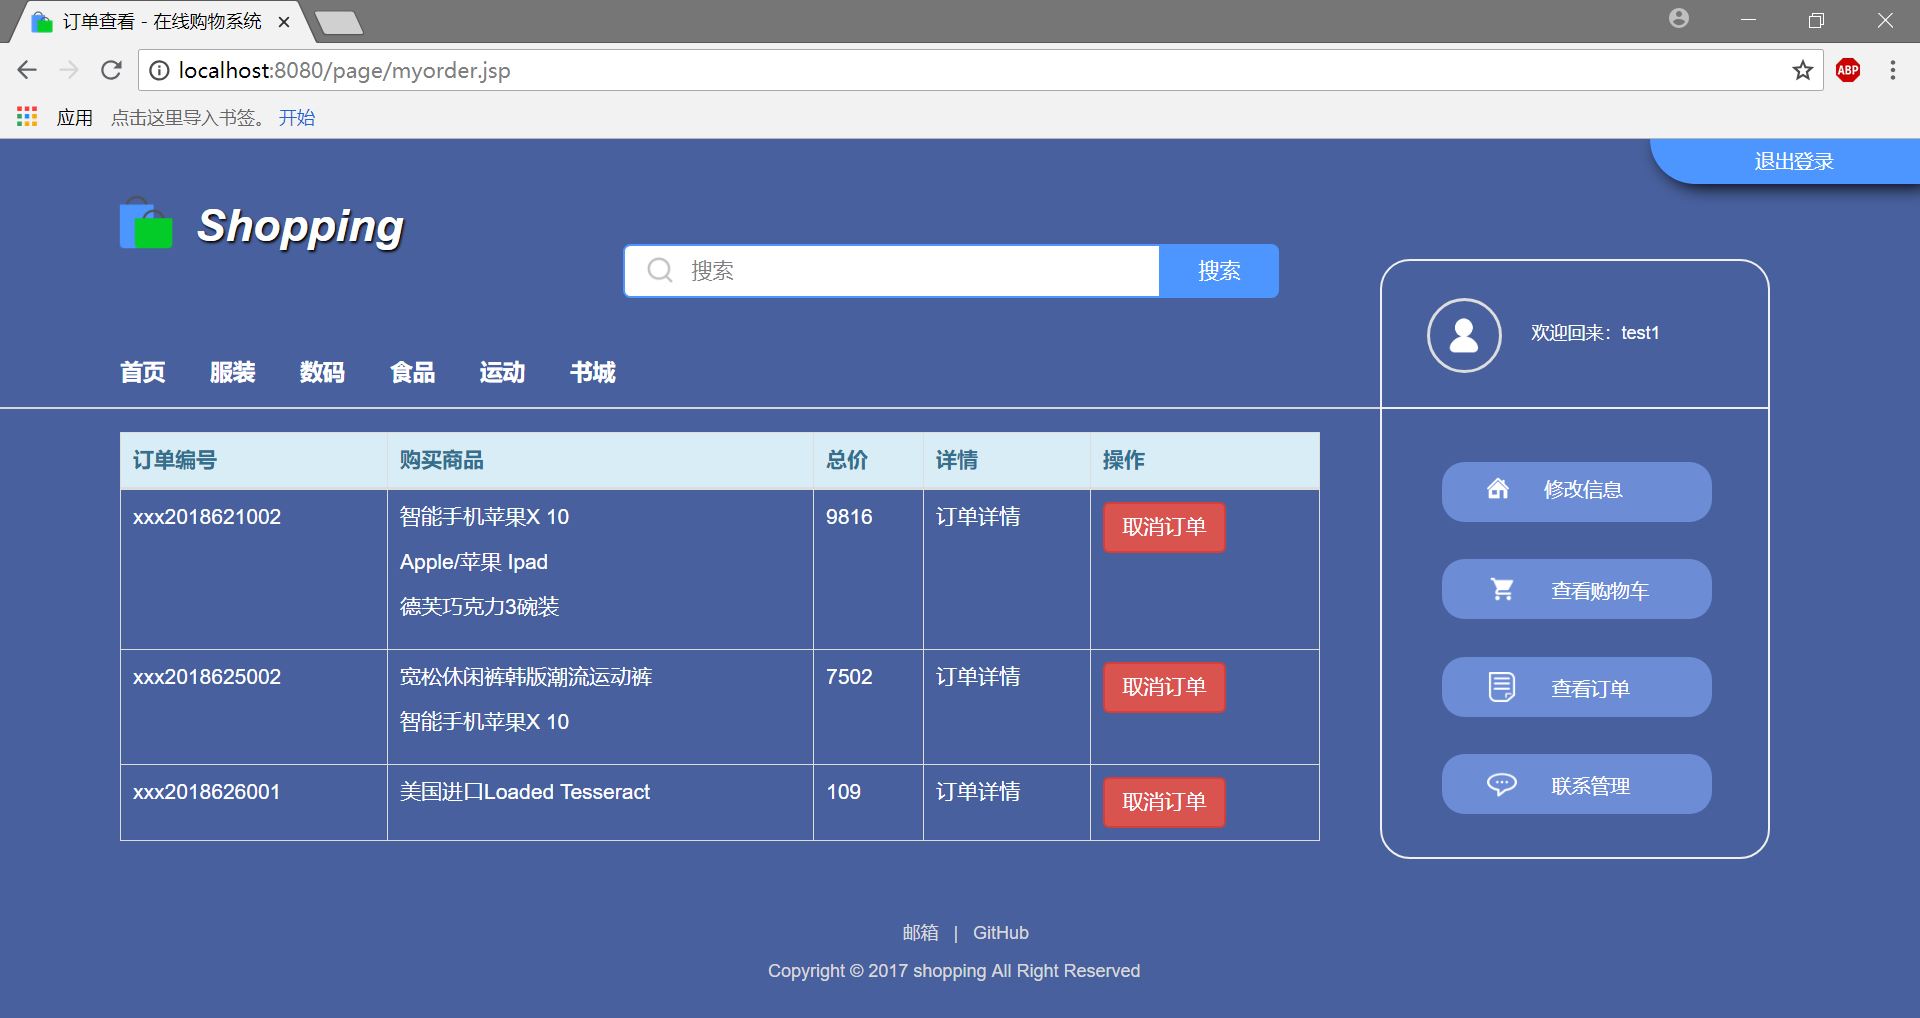 订单查看 - 在线购物系统
localhost:8080/page/myorder.jsp
ABP
应用 点击这里导入书签。 开始
退出登录
Shopping
搜索 搜索
欢迎回来：test1
首页 服装 数码 食品 运动 书城
订单编号 购买商品 总价 详情 操作
xxx2018621002 智能手机苹果X 10 9816 订单详情 取消订单
Apple/苹果 Ipad
德芙巧克力3碗装
xxx2018625002 宽松休闲裤韩版潮流运动裤 7502 订单详情 取消订单
智能手机苹果X 10
xxx2018626001 美国进口Loaded Tesseract 109 订单详情 取消订单
修改信息
查看购物车
查看订单
联系管理
邮箱 | GitHub
Copyright © 2017 shopping All Right Reserved